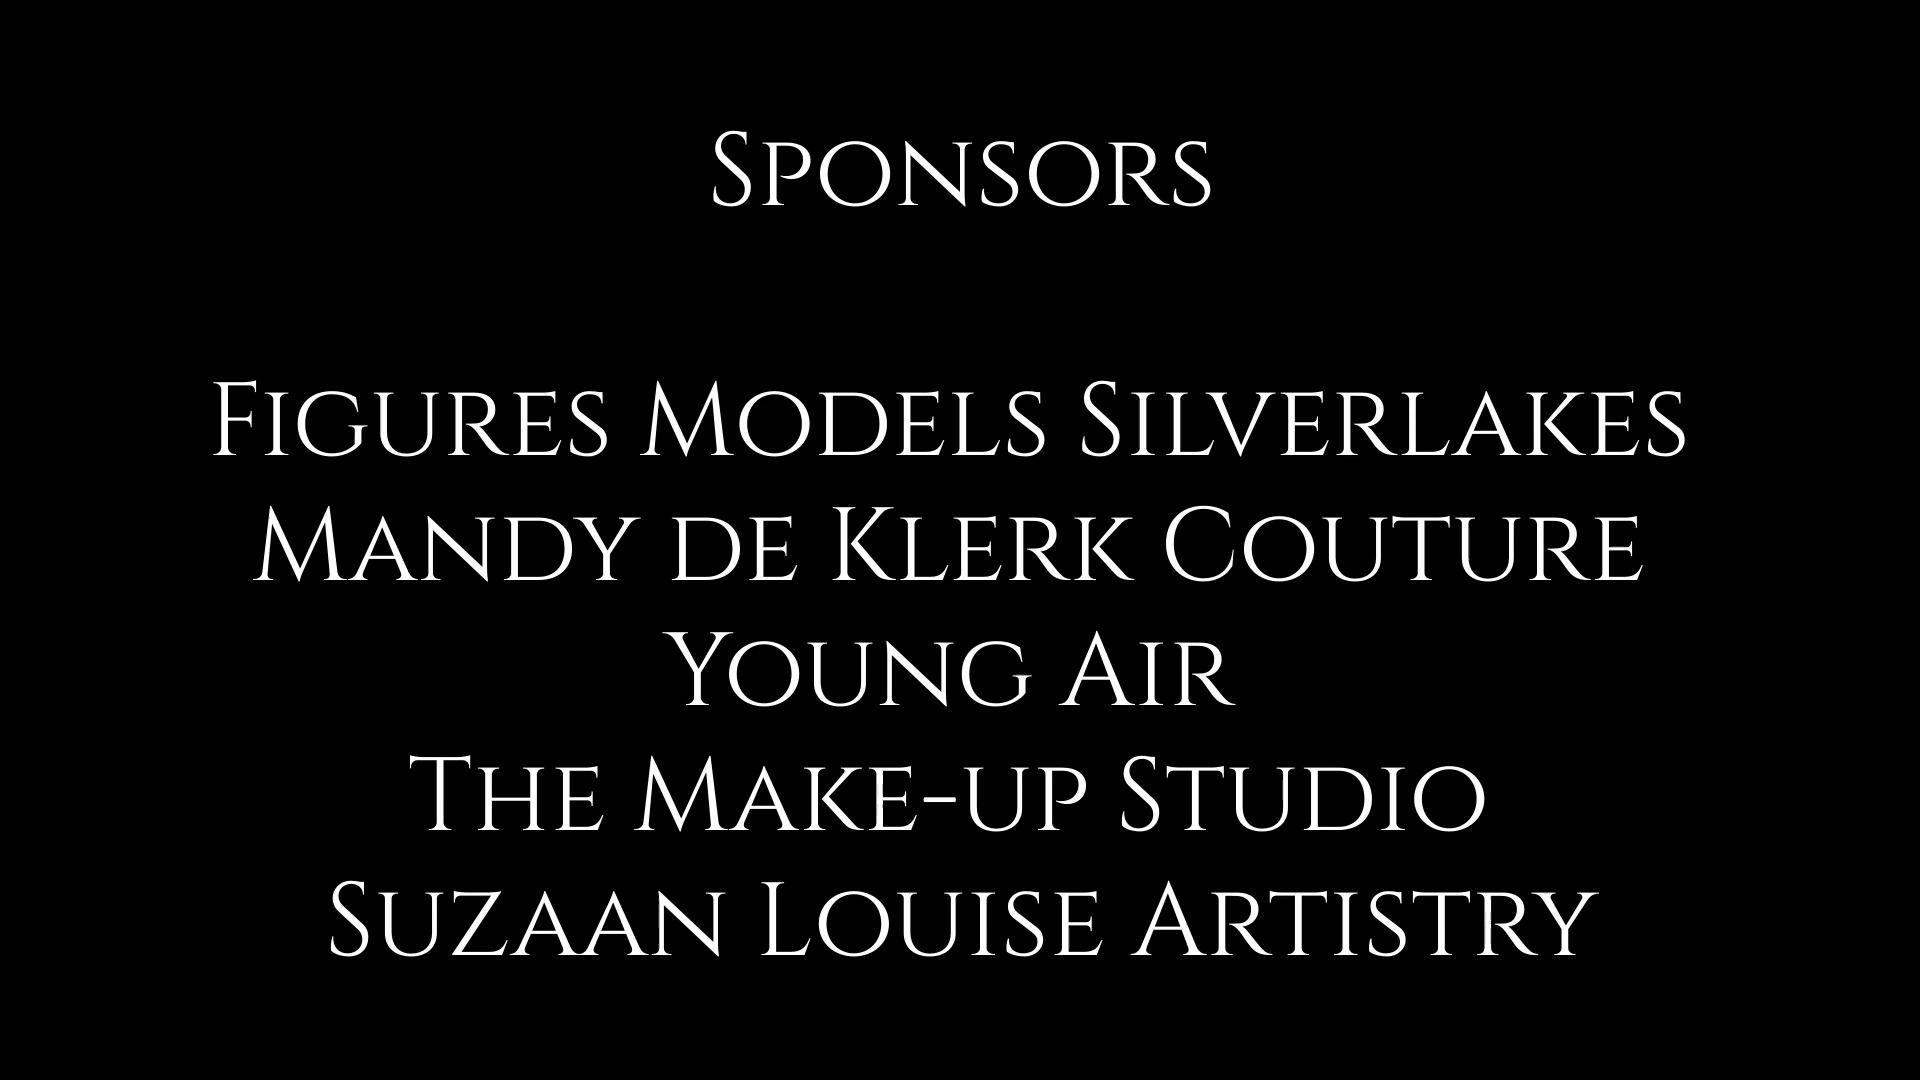 Sponsors
Figures Models Silverlakes
Mandy de Klerk Couture
Young Air
The Make-up Studio
Suzaan Louise Artistry